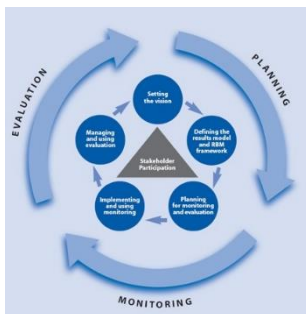 EVALUATION
PLANNING
Setting
the vision
Managing
and using
evaluation
Defining the
results model
and RBM
framework
Stakeholder
Participation
Implementing
and using
monitoring
Planning
for monitoring
and evaluation
MONITORING